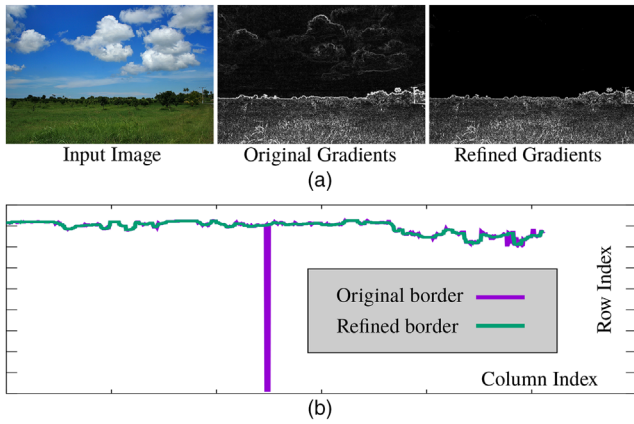 Input Image
Original Gradients
Refined Gradients
(a)
Original border
Refined border
Row Index
Column Index
(b)